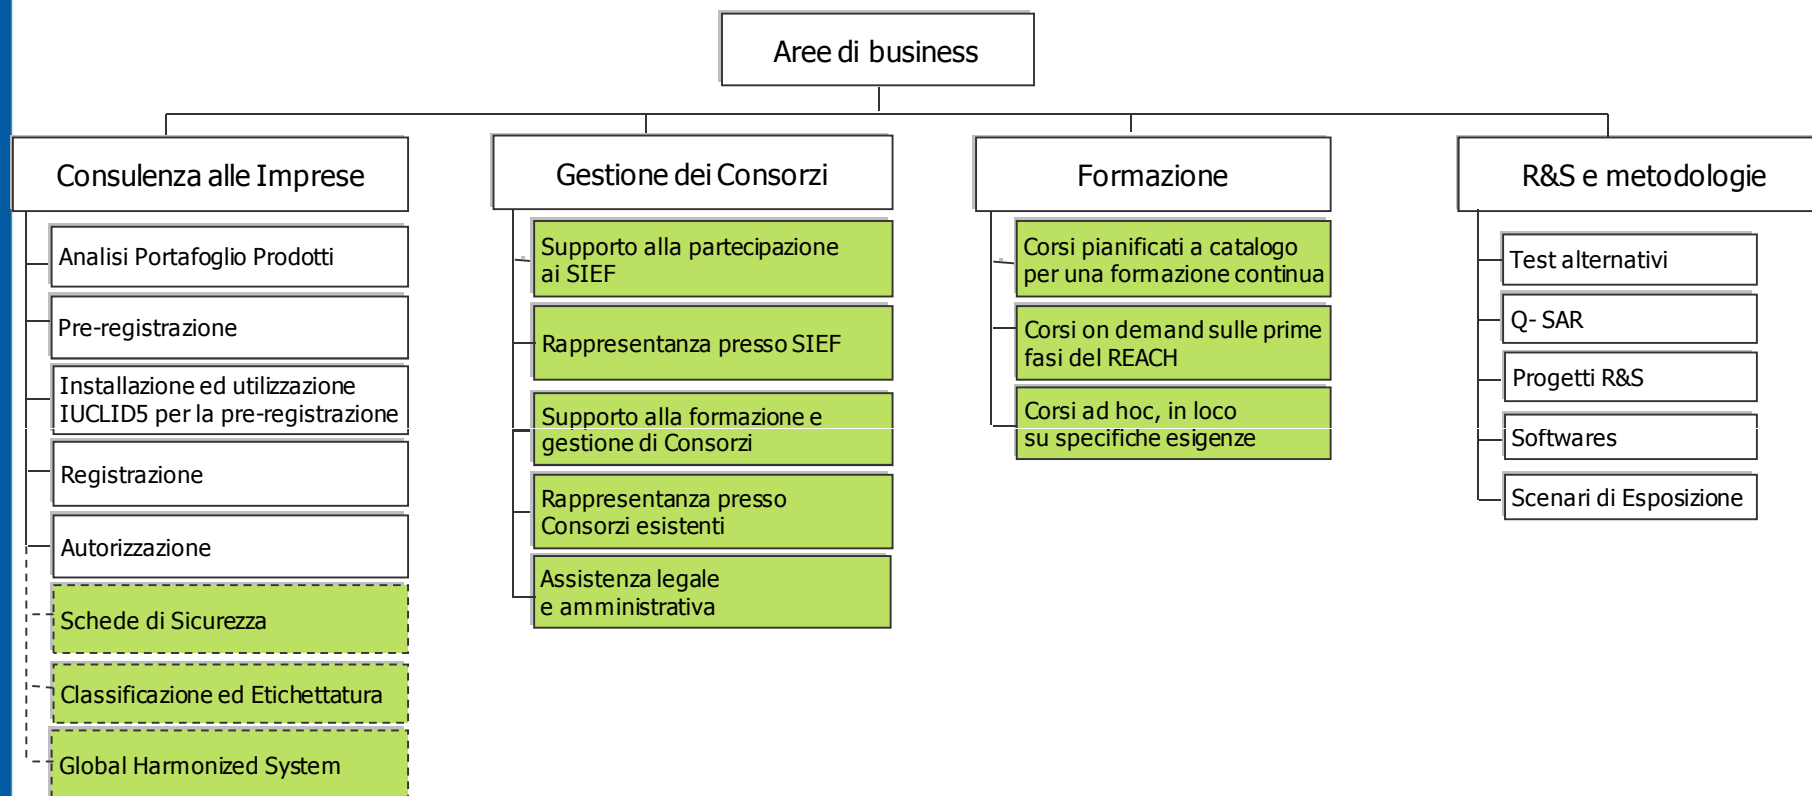 Aree di business
Consulenza alle Imprese
Analisi Portafoglio Prodotti
Pre-registrazione
Installazione ed utilizzazione
IUCLID5 per la pre-registrazione
Registrazione
Autorizzazione
Schede di Sicurezza
Classificazione ed Etichettatura
Global Harmonized System
Gestione dei Consorzi
Supporto alla partecipazione
ai SIEF
Rappresentanza presso SIEF
Supporto alla formazione e
gestione di Consorzi
Rappresentanza presso
Consorzi esistenti
Assistenza legale
e amministrativa
Formazione
Corsi pianificati a catalogo
per una formazione continua
Corsi on demand sulle prime
fasi del REACH
Corsi ad hoc, in loco
su specifiche esigenze
R&S e metodologie
Test alternativi
Q- SAR
Progetti R&S
Softwares
Scenari di Esposizione